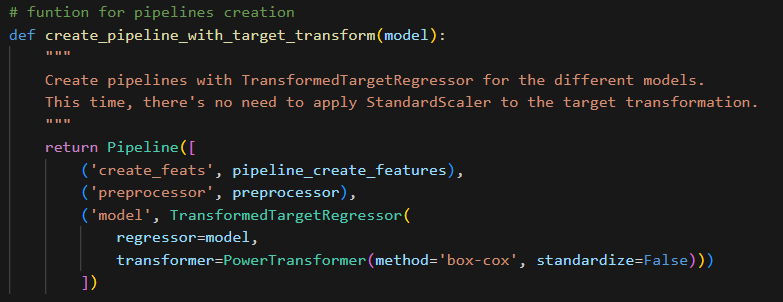 # funtion for pipelines creation
def create_pipeline_with_target_transform(model):
    """
    Create pipelines with TransformedTargetRegressor for the different models.
    This time, there's no need to apply StandardScaler to the target transformation.
    """
    return Pipeline([
        ('create_feats', pipeline_create_features),
        ('preprocessor', preprocessor),
        ('model', TransformedTargetRegressor(
            regressor=model,
            transformer=PowerTransformer(method='box-cox', standardize=False)))
        ])